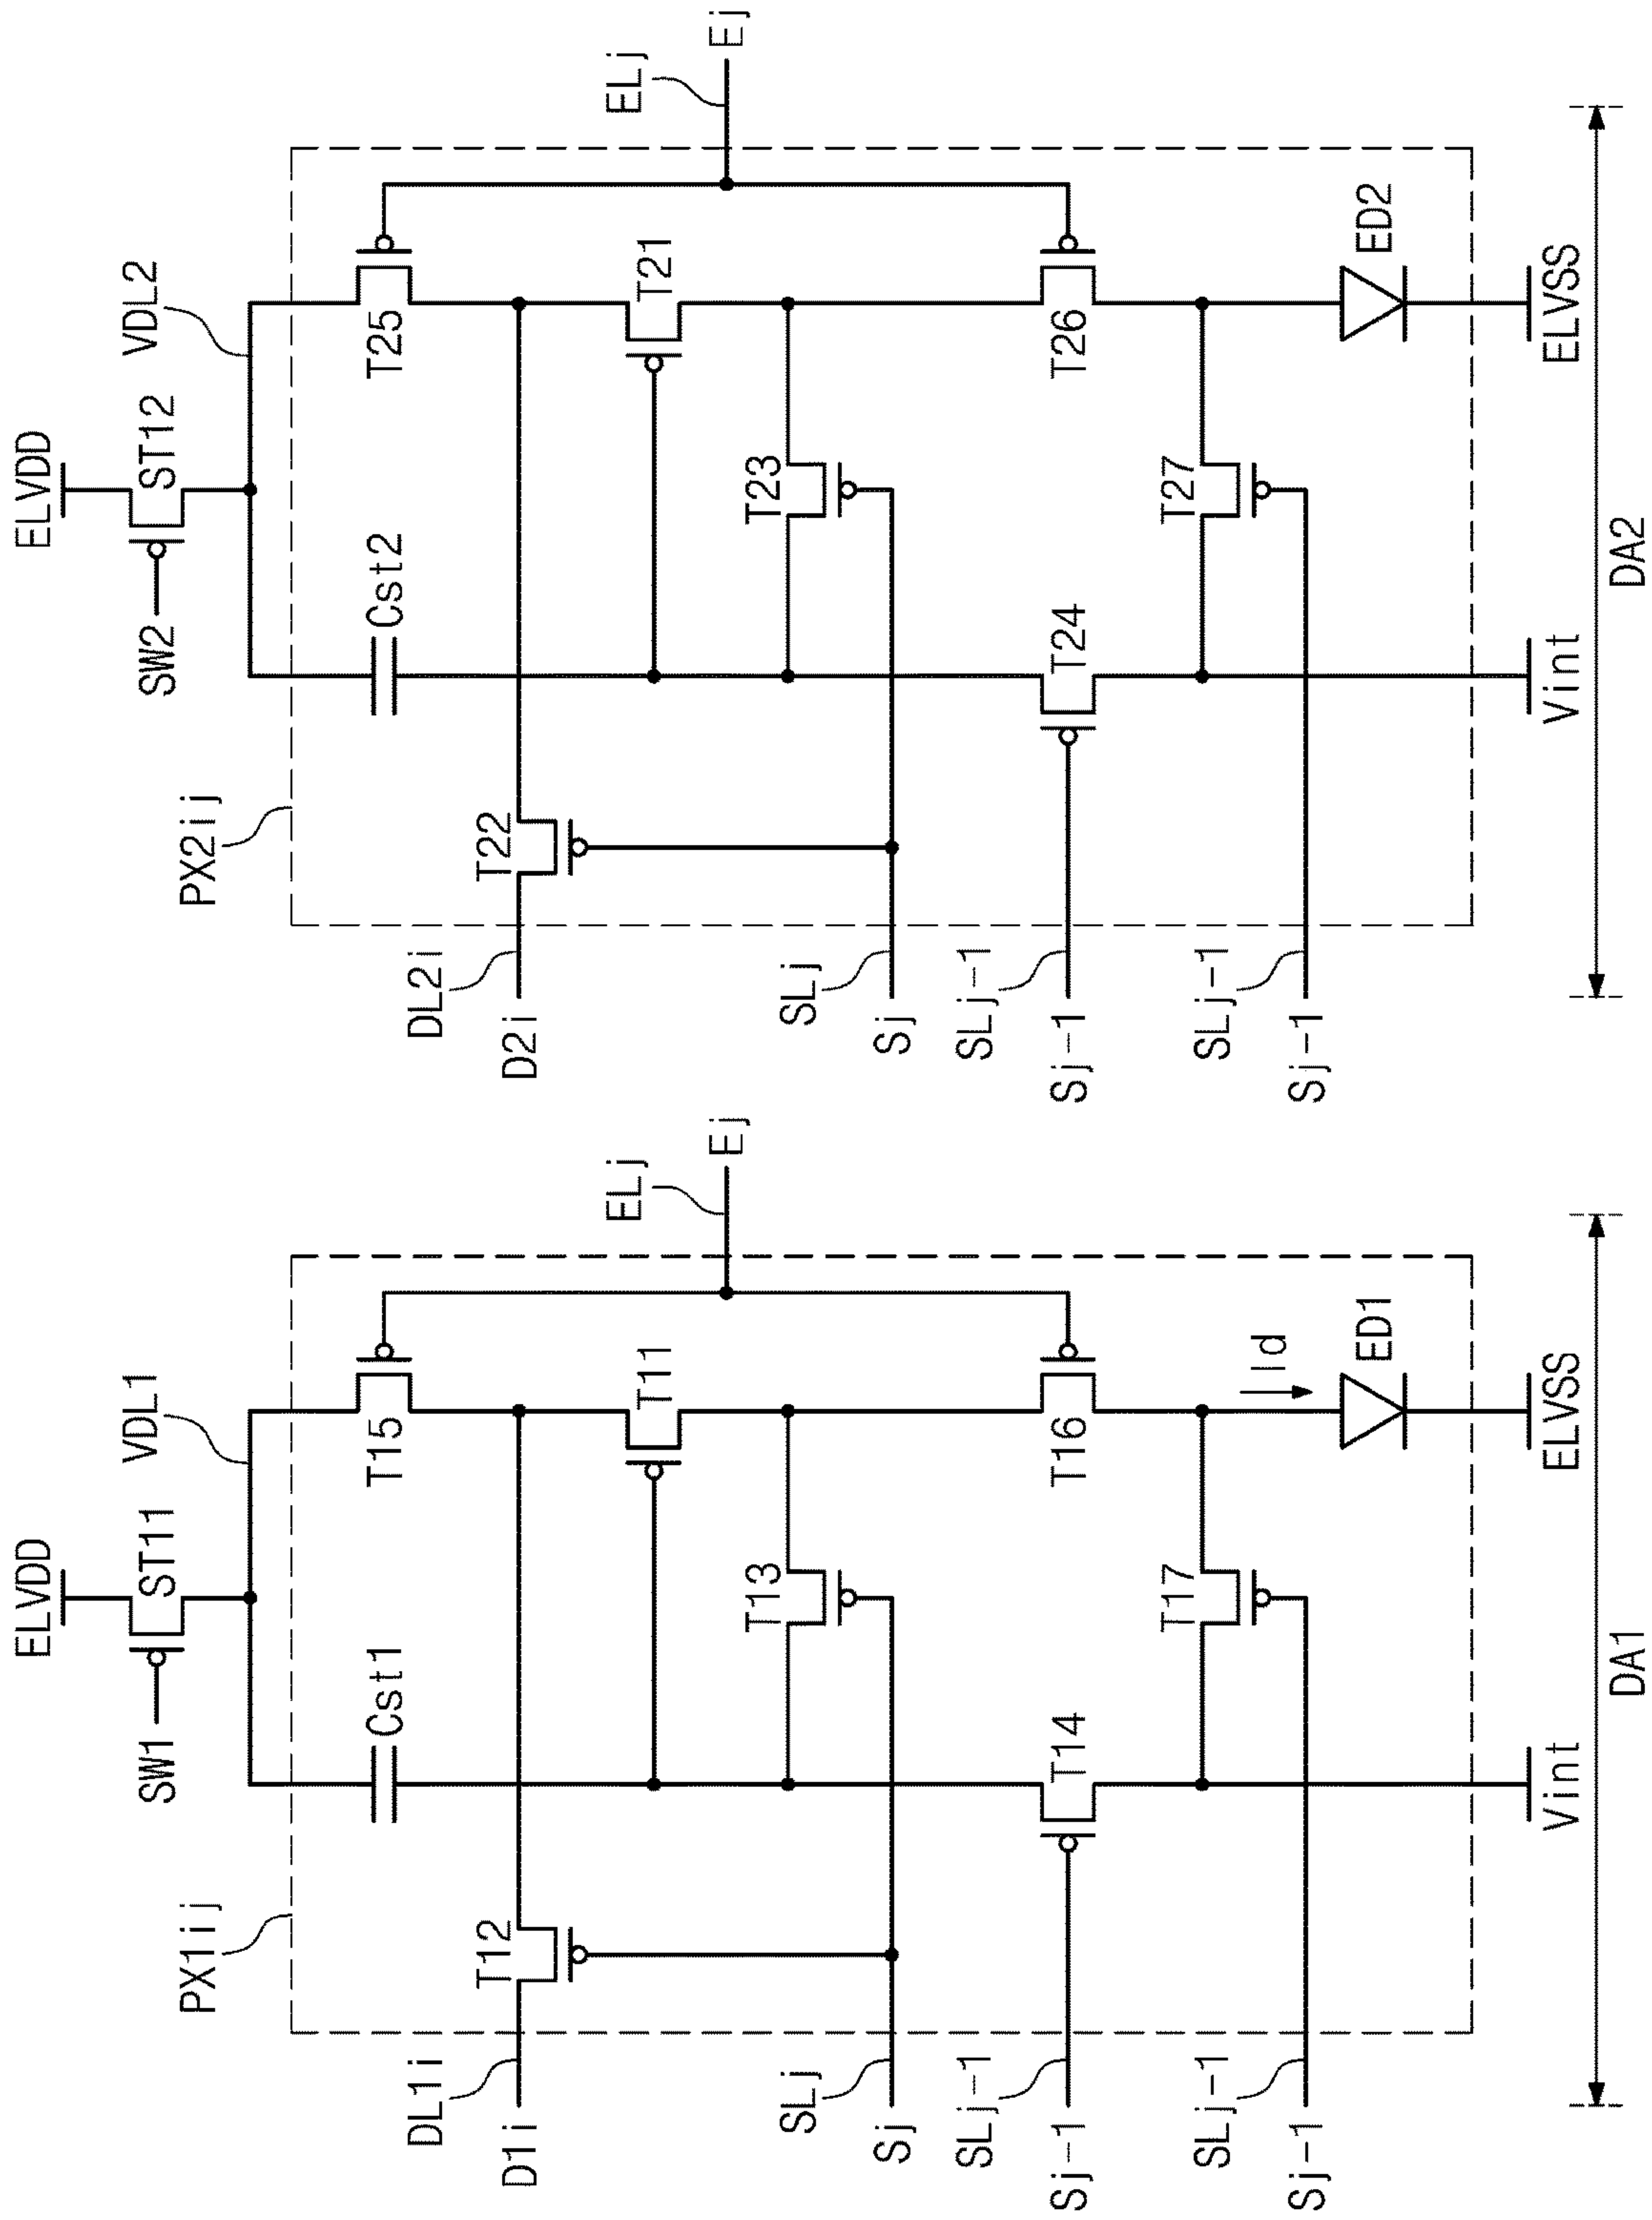 ELVDD
SW1
ST11
VDL1
PX1ij
Cst1
T15
DL1i
D1i
T12
T11
ELj
Ej
T13
SLj
Sj
SLj-1
Sj-1
T14
T16
Id
SLj-1
Sj-1
T17
ED1
Vint
ELVSS
DA1
ELVDD
SW2
ST12
VDL2
PX2ij
Cst2
T25
DL2i
D2i
T22
T21
ELj
Ej
T23
SLj
Sj
SLj-1
Sj-1
T24
T26
SLj-1
Sj-1
T27
ED2
Vint
ELVSS
DA2